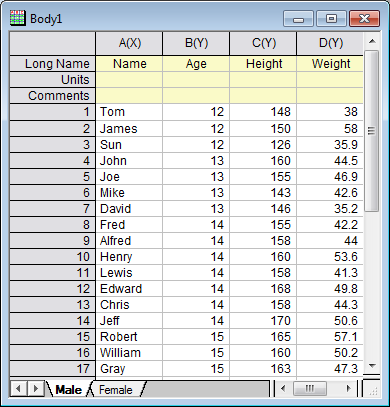 Body1
A(X) B(Y) C(Y) D(Y)
Long Name Name Age Height Weight
Units
Comments
1 Tom 12 148 38
2 James 12 150 58
3 Sun 12 126 35.9
4 John 13 160 44.5
5 Joe 13 155 46.9
6 Mike 13 143 42.6
7 David 13 146 35.2
8 Fred 14 155 42.2
9 Alfred 14 158 44
10 Henry 14 160 53.6
11 Lewis 14 158 41.3
12 Edward 14 168 49.8
13 Chris 14 158 44.3
14 Jeff 14 170 50.6
15 Robert 15 165 57.1
16 William 15 160 50.2
17 Gray 15 163 47.3
Male Female